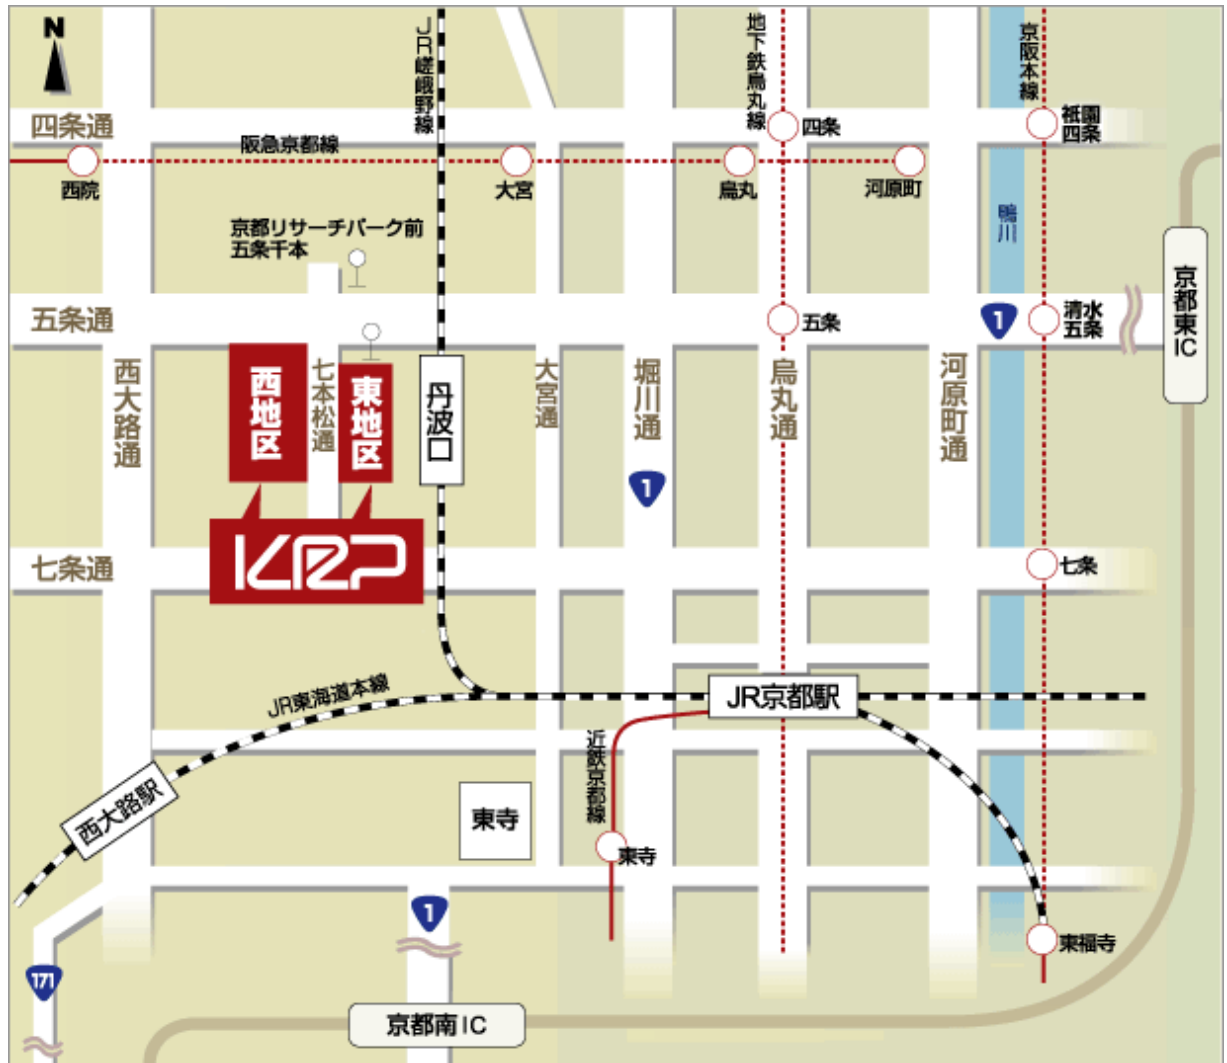 N
JR嵯峨野線
地下鉄烏丸線
京阪本線
四条通
阪急京都線
四条
祇園
四条
西院
大宮
烏丸
河原町
鴨川
京都リサーチパーク前
五条千本
京都東IC
五条通
五条
1
清水
五条
西大路通
西地区
七本松通
東地区
丹波口
大宮通
堀川通
烏丸通
河原町通
1
KRP
七条通
七条
JR東海道本線
JR京都駅
近鉄京都線
西大路駅
東寺
東寺
1
東福寺
171
京都南IC